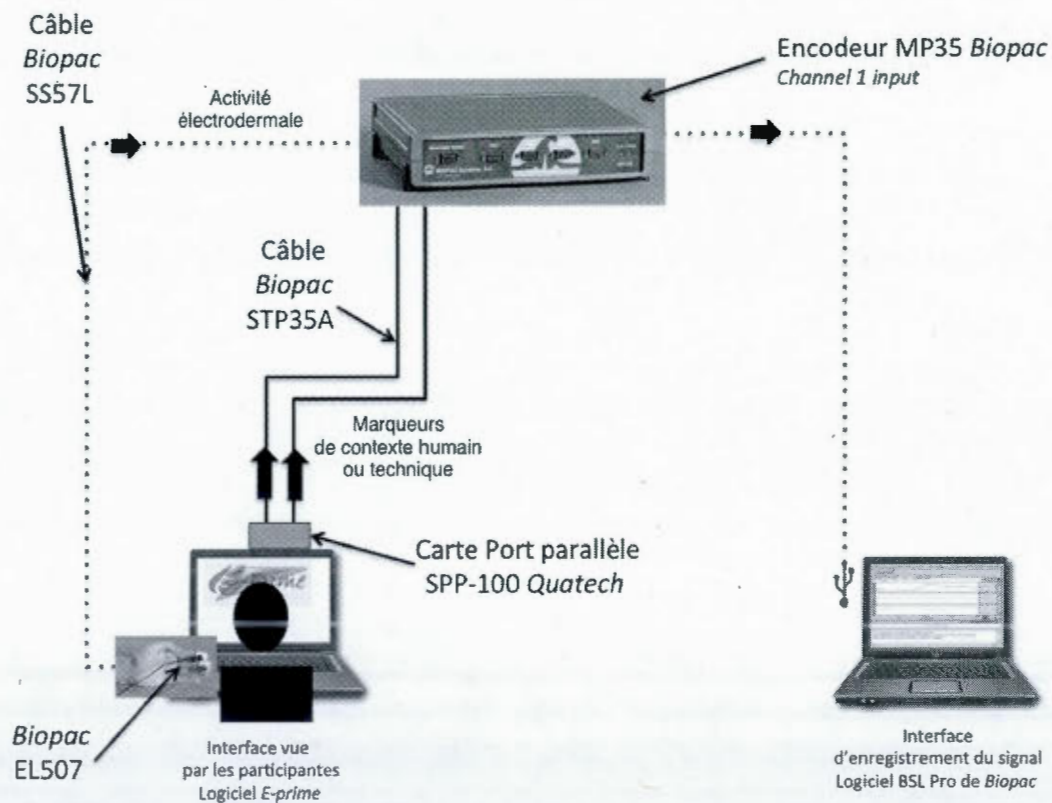 Câble
Biopac
SS57L
Activité
électrodermale
Encodeur MP35 Biopac
Channel 1 input
Câble
Biopac
STP35A
Marqueurs
de contexte humain
ou technique
Carte Port parallèle
SPP-100 Quatech
E-prime
Biopac
EL507
Interface vue
par les participantes
Logiciel E-prime
Interface
d'enregistrement du signal
Logiciel BSL Pro de Biopac